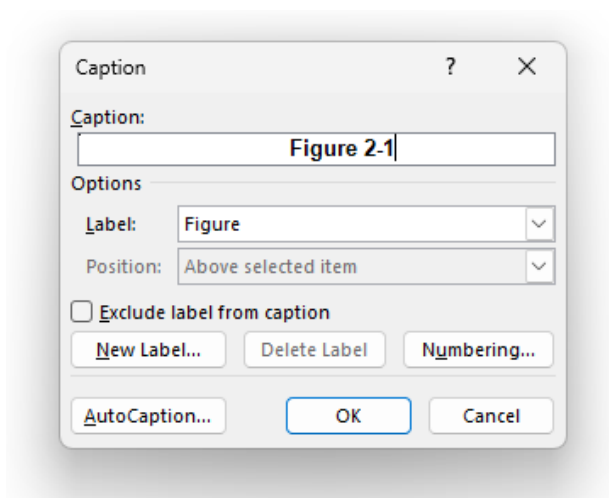 Caption ?
Caption:
Figure 2-1
Options
Label: Figure
Position: Above selected item
Exclude label from caption
New Label... Delete Label Numbering...
AutoCaption... OK Cancel